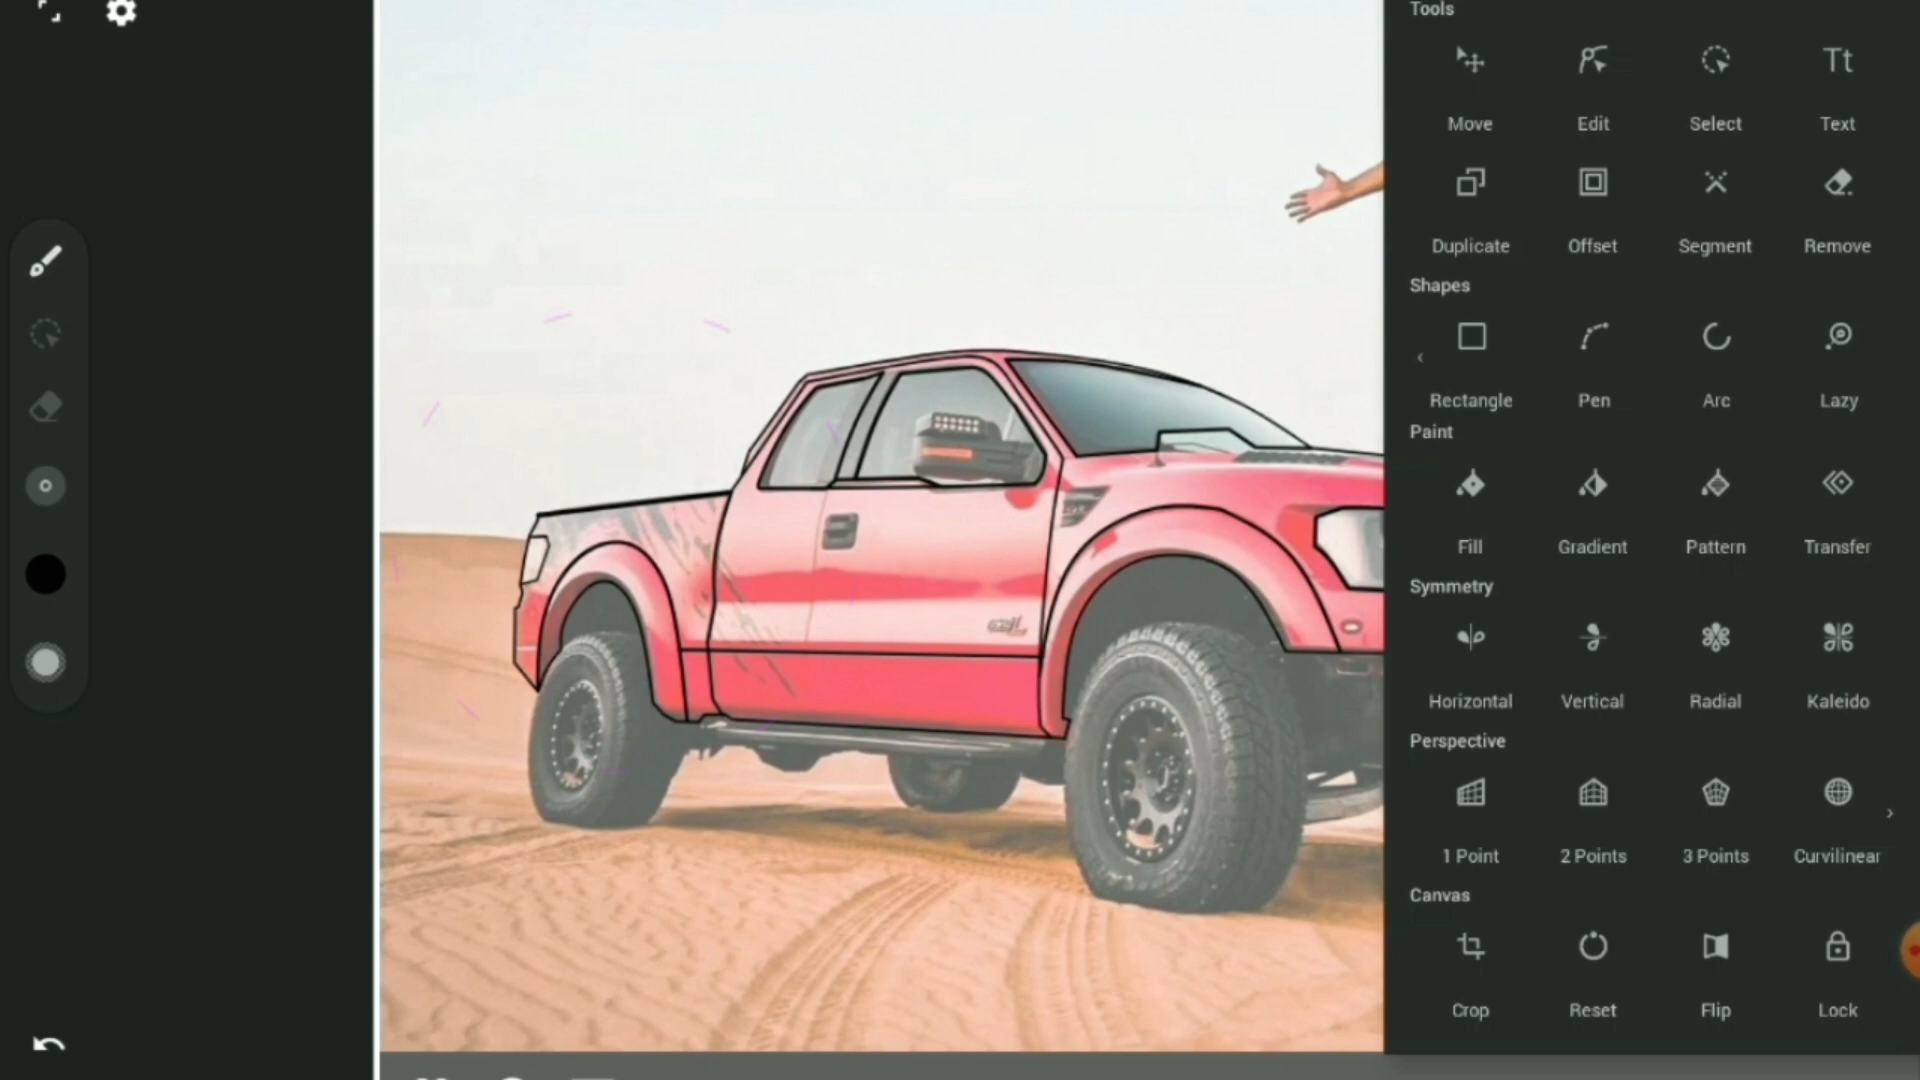 Tools
Move Edit Select Text
Duplicate Offset Segment Remove
Shapes
Rectangle Pen Arc Lazy
Paint
Fill Gradient Pattern Transfer
Symmetry
Horizontal Vertical Radial Kaleido
Perspective
1 Point 2 Points 3 Points Curvilinear
Canvas
Crop Reset Flip Lock